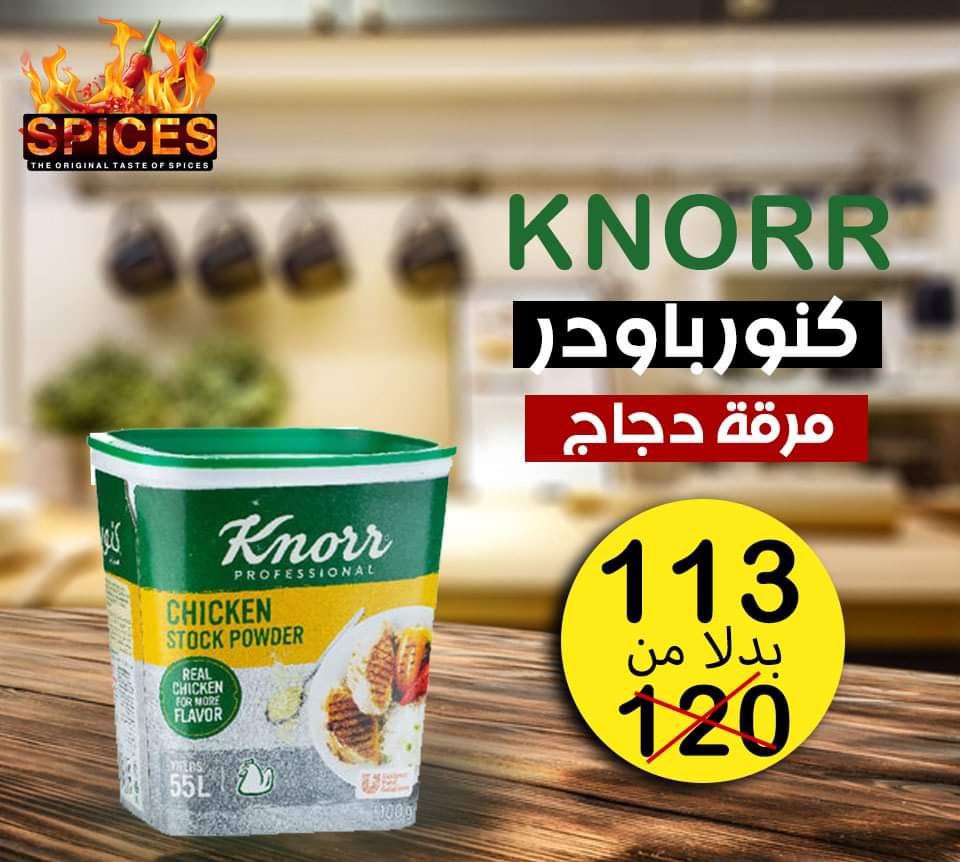 SPICES
THE ORIGINAL TASTE OF SPICES
KNORR
كنورباودر
مرقة دجاج
113
بدلا من
120
Knorr
PROFESSIONAL
CHICKEN
STOCK POWDER
REAL
CHICKEN
FOR MORE
FLAVOR
YIELDS
55L